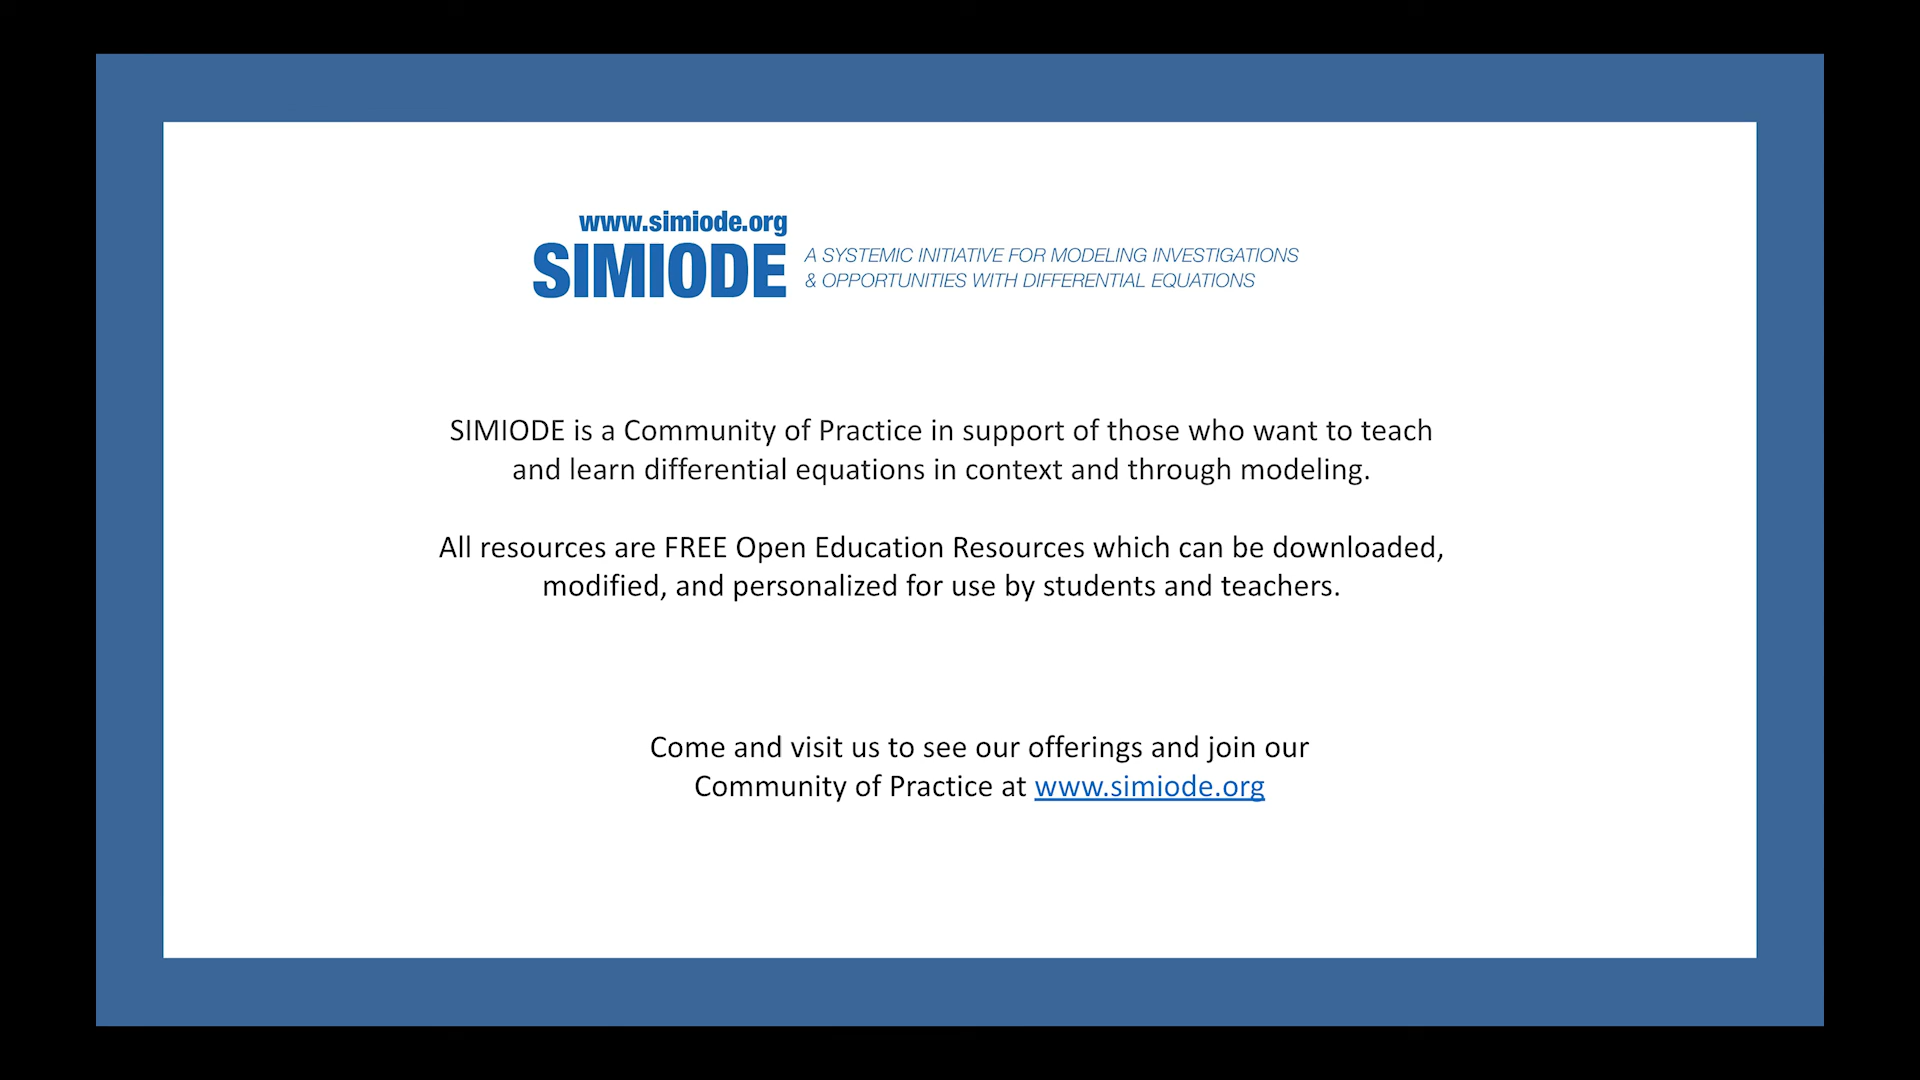 www.simiode.org
SIMIODE
A SYSTEMIC INITIATIVE FOR MODELING INVESTIGATIONS
& OPPORTUNITIES WITH DIFFERENTIAL EQUATIONS
SIMIODE is a Community of Practice in support of those who want to teach
and learn differential equations in context and through modeling.
All resources are FREE Open Education Resources which can be downloaded,
modified, and personalized for use by students and teachers.
Come and visit us to see our offerings and join our
Community of Practice at www.simiode.org